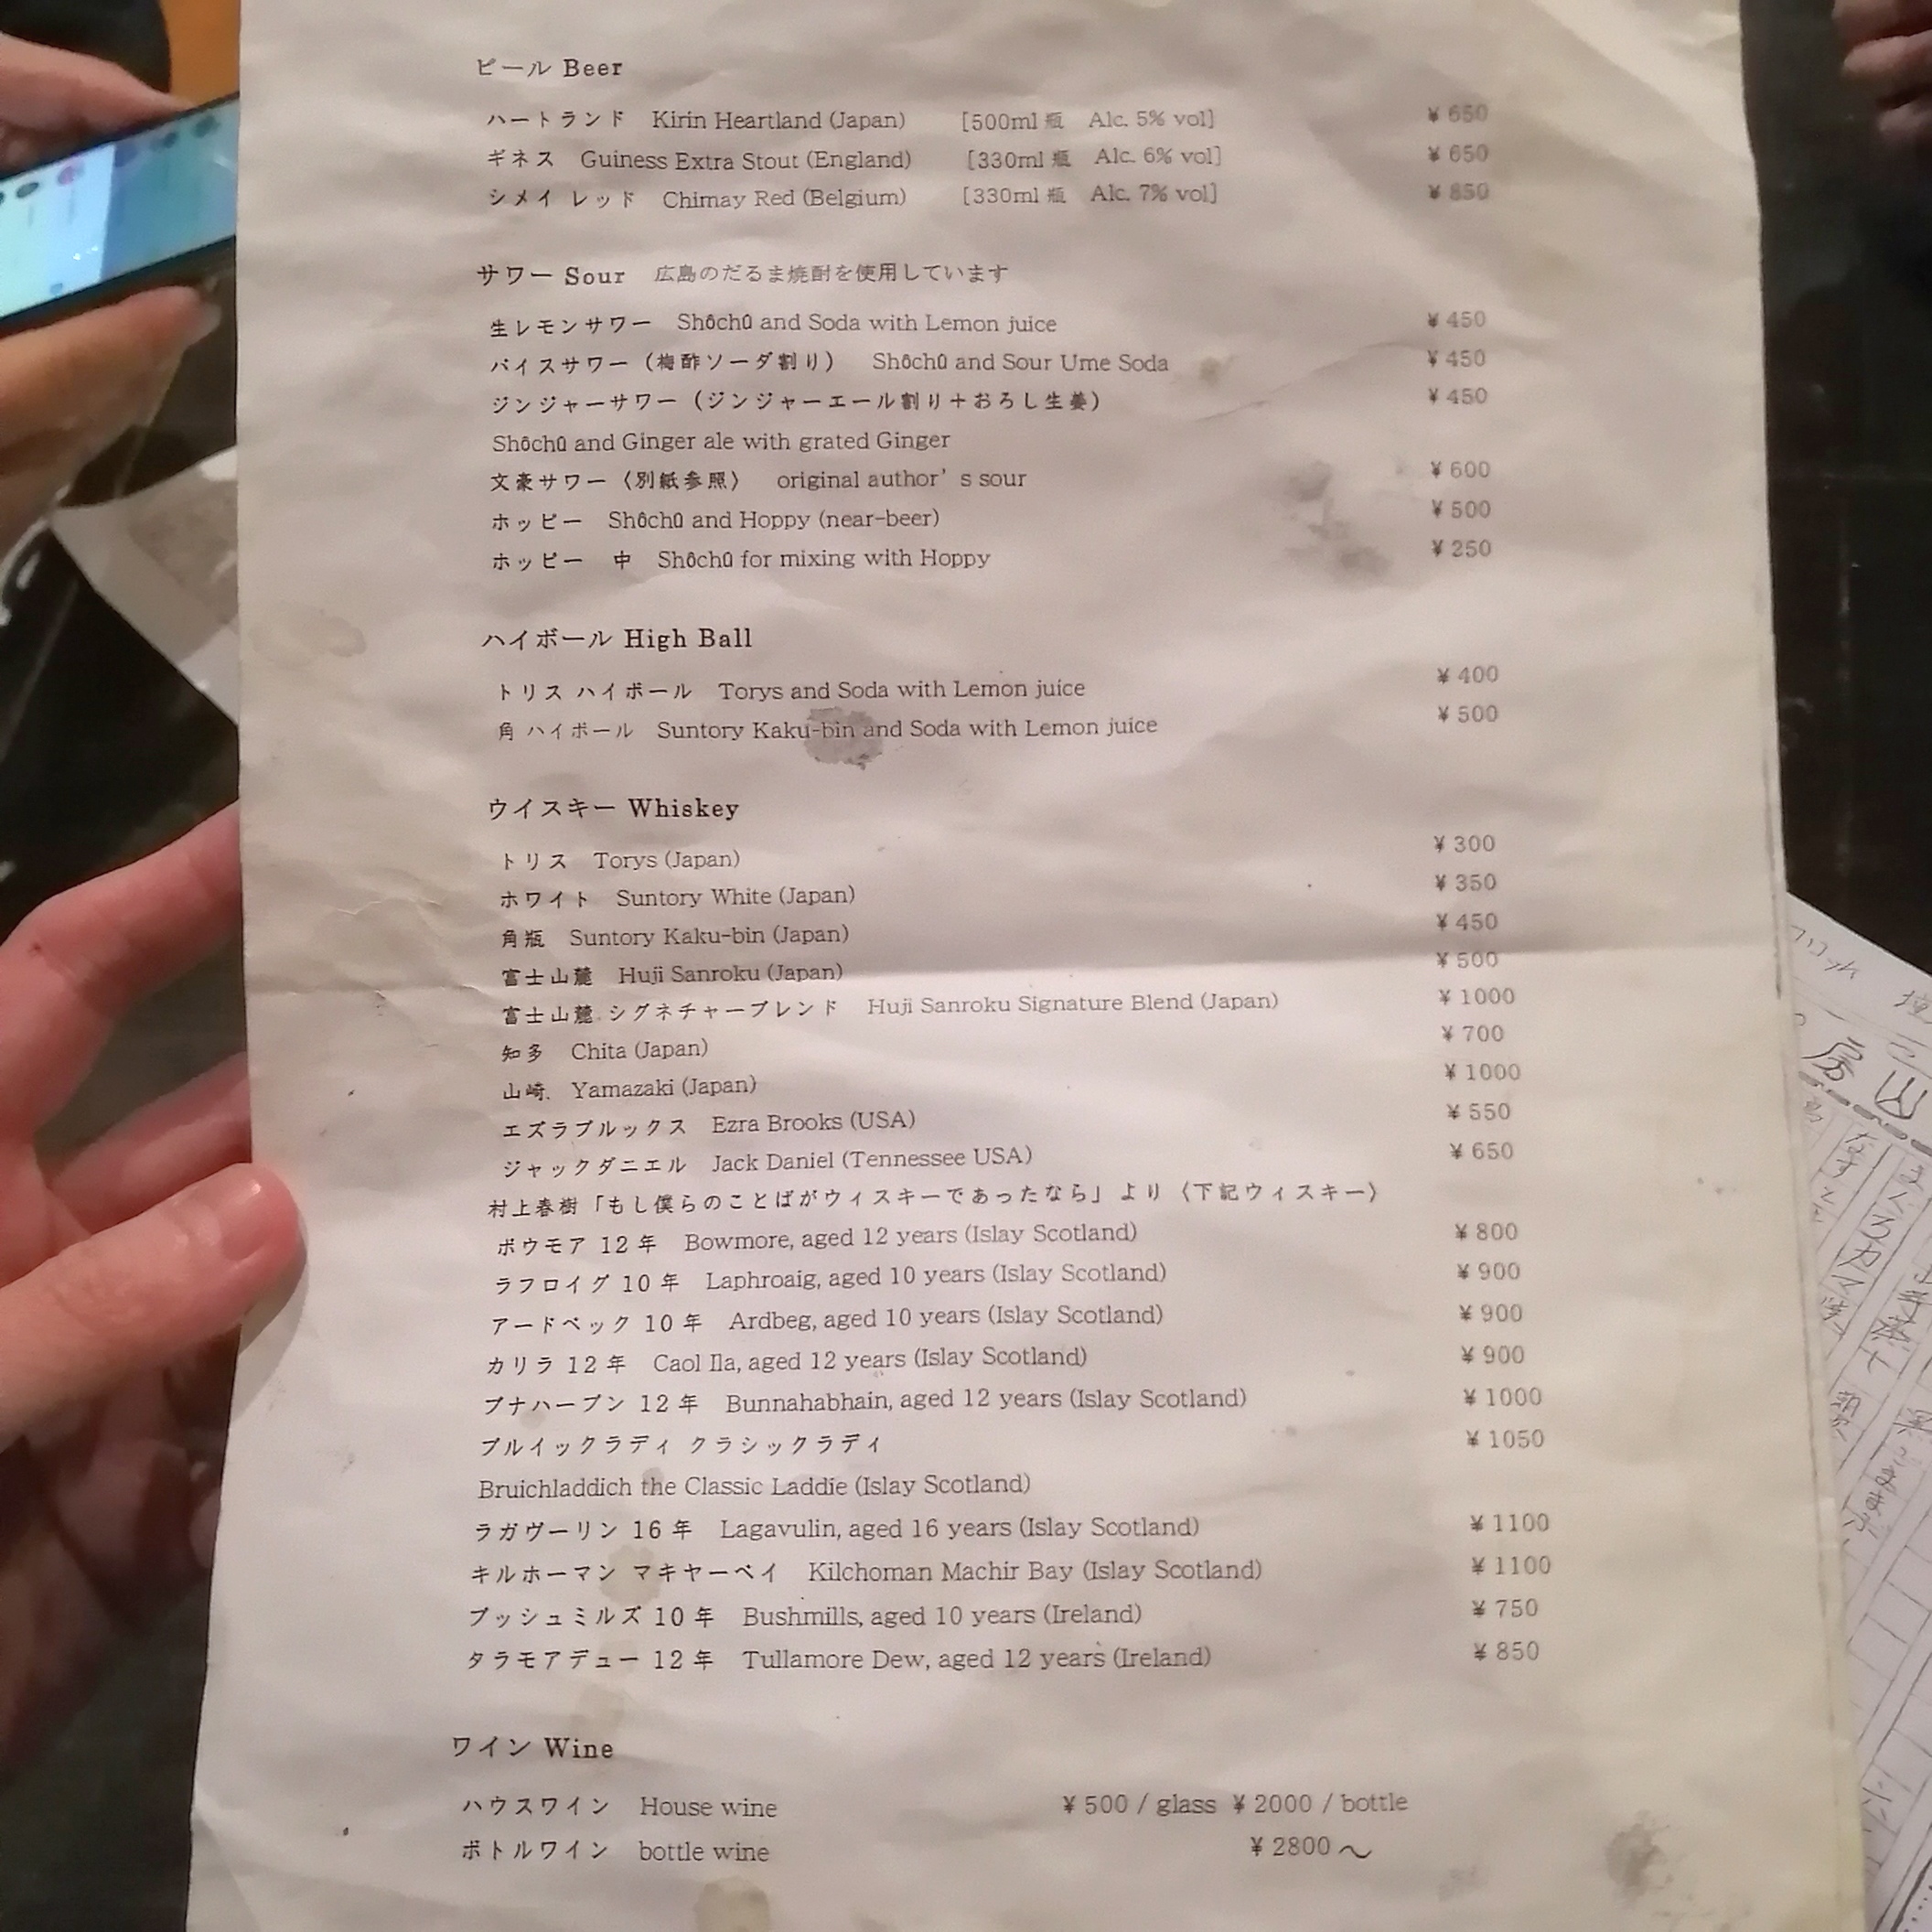 ビール Beer
ハートランド Kirin Heartland (Japan) [500ml 瓶 Alc. 5% vol] ¥ 650
ギネス Guiness Extra Stout (England) [330ml 瓶 Alc. 6% vol] ¥ 650
シメイ レッド Chimay Red (Belgium) [330ml 瓶 Alc. 7% vol] ¥ 850
サワー Sour 広島のだるま焼酎を使用しています
生レモンサワー Shôchû and Soda with Lemon juice ¥ 450
バイスサワー（梅酢ソーダ割り） Shôchû and Sour Ume Soda ¥ 450
ジンジャーサワー（ジンジャーエール割り＋おろし生姜） ¥ 450
Shôchû and Ginger ale with grated Ginger
文豪サワー〈別紙参照〉 original author’s sour ¥ 600
ホッピー Shôchû and Hoppy (near-beer) ¥ 500
ホッピー 中 Shôchû for mixing with Hoppy ¥ 250
ハイボール High Ball
トリス ハイボール Torys and Soda with Lemon juice ¥ 400
角 ハイボール Suntory Kaku-bin and Soda with Lemon juice ¥ 500
ウイスキー Whiskey
トリス Torys (Japan) ¥ 300
ホワイト Suntory White (Japan) ¥ 350
角瓶 Suntory Kaku-bin (Japan) ¥ 450
富士山麓 Huji Sanroku (Japan) ¥ 500
富士山麓 シグネチャーブレンド Huji Sanroku Signature Blend (Japan) ¥ 1000
知多 Chita (Japan) ¥ 700
山崎. Yamazaki (Japan) ¥ 1000
エズラブルックス Ezra Brooks (USA) ¥ 550
ジャックダニエル Jack Daniel (Tennessee USA) ¥ 650
村上春樹「もし僕らのことばがウィスキーであったなら」より〈下記ウィスキー〉
ボウモア 12 年 Bowmore, aged 12 years (Islay Scotland) ¥ 800
ラフロイグ 10 年 Laphroaig, aged 10 years (Islay Scotland) ¥ 900
アードベック 10 年 Ardbeg, aged 10 years (Islay Scotland) ¥ 900
カリラ 12 年 Caol Ila, aged 12 years (Islay Scotland) ¥ 900
ブナハーブン 12 年 Bunnahabhain, aged 12 years (Islay Scotland) ¥ 1000
ブルイックラディ クラシックラディ ¥ 1050
Bruichladdich the Classic Laddie (Islay Scotland)
ラガヴーリン 16 年 Lagavulin, aged 16 years (Islay Scotland) ¥ 1100
キルホーマン マキヤーベイ Kilchoman Machir Bay (Islay Scotland) ¥ 1100
ブッシュミルズ 10 年 Bushmills, aged 10 years (Ireland) ¥ 750
タラモアデュー 12 年 Tullamore Dew, aged 12 years (Ireland) ¥ 850
ワイン Wine
ハウスワイン House wine ¥ 500 / glass ¥ 2000 / bottle
ボトルワイン bottle wine ¥ 2800 〜